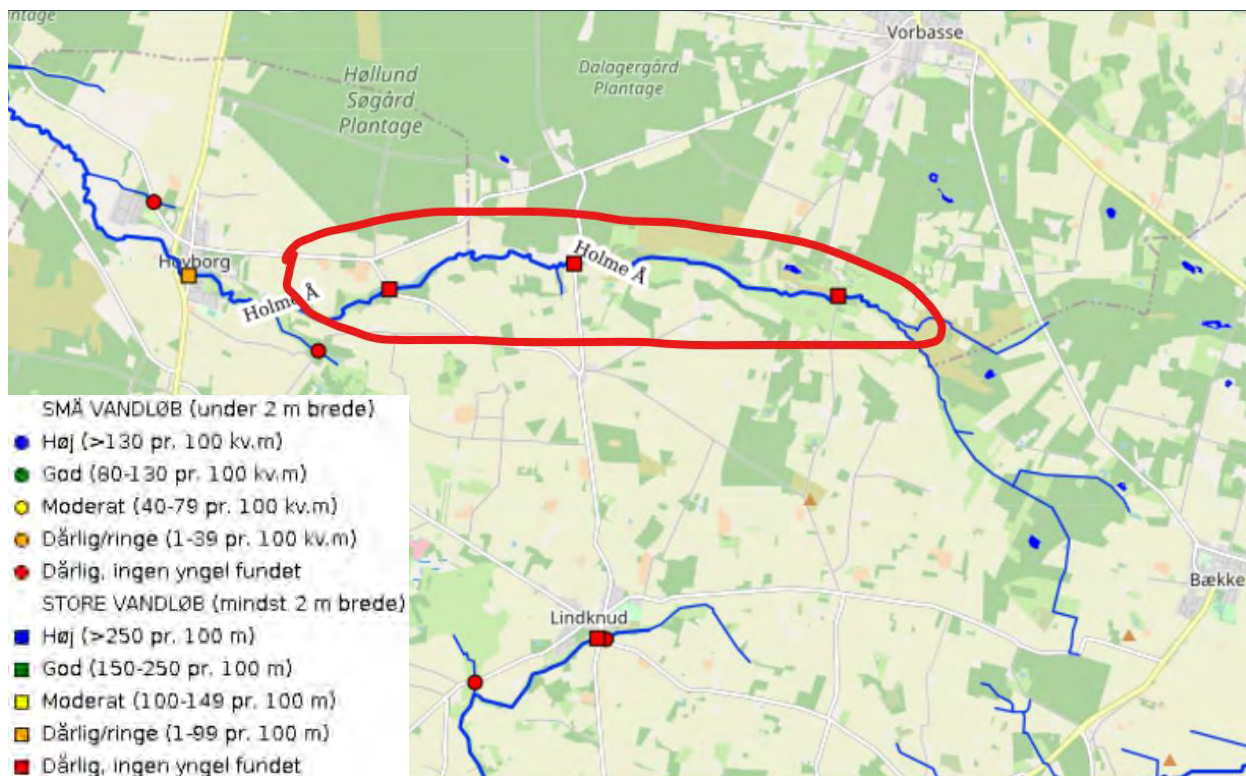 ntage
Vorbasse
Høllund
Søgård
Plantage
Dalagergård
Plantage
Hovborg
Holme Å
Holme Å
Lindknud
Bække
SMÅ VANDLØB (under 2 m brede)
Høj (>130 pr. 100 kv.m)
God (80-130 pr. 100 kv.m)
Moderat (40-79 pr. 100 kv.m)
Dårlig/ringe (1-39 pr. 100 kv.m)
Dårlig, ingen yngel fundet
STORE VANDLØB (mindst 2 m brede)
Høj (>250 pr. 100 m)
God (150-250 pr. 100 m)
Moderat (100-149 pr. 100 m)
Dårlig/ringe (1-99 pr. 100 m)
Dårlig, ingen yngel fundet